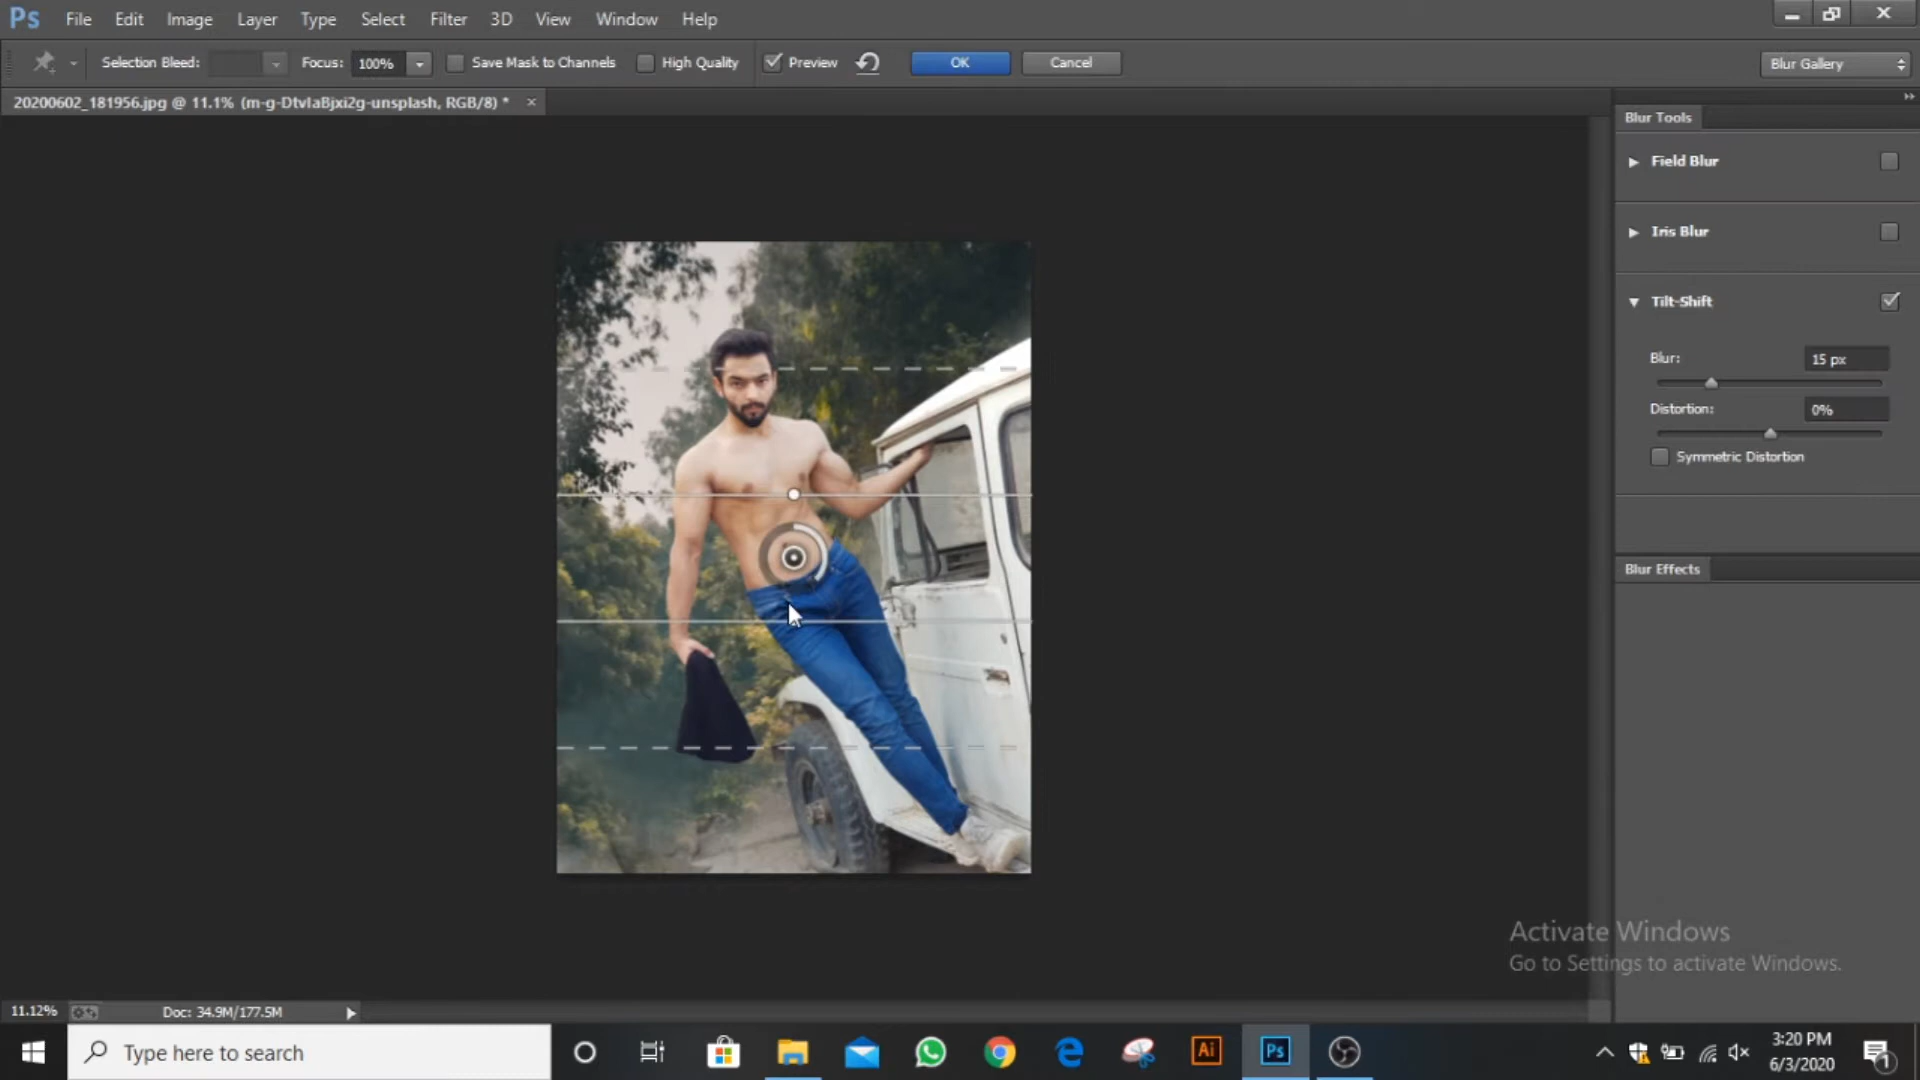 Ps File Edit Image Layer Type Select Filter 3D View Window Help
Selection Bleed: Focus: 100% Save Mask to Channels High Quality Preview OK Cancel Blur Gallery
20200602_181956.jpg @ 11.1% (m-g-DtvIaBjxi2g-unsplash, RGB/8) * ×
Blur Tools
Field Blur
Iris Blur
Tilt-Shift
Blur: 15 px
Distortion: 0%
Symmetric Distortion
Blur Effects
Activate Windows
Go to Settings to activate Windows.
11.12% Doc: 34.9M/177.5M
Type here to search
Ai
Ps
3:20 PM
6/3/2020
1